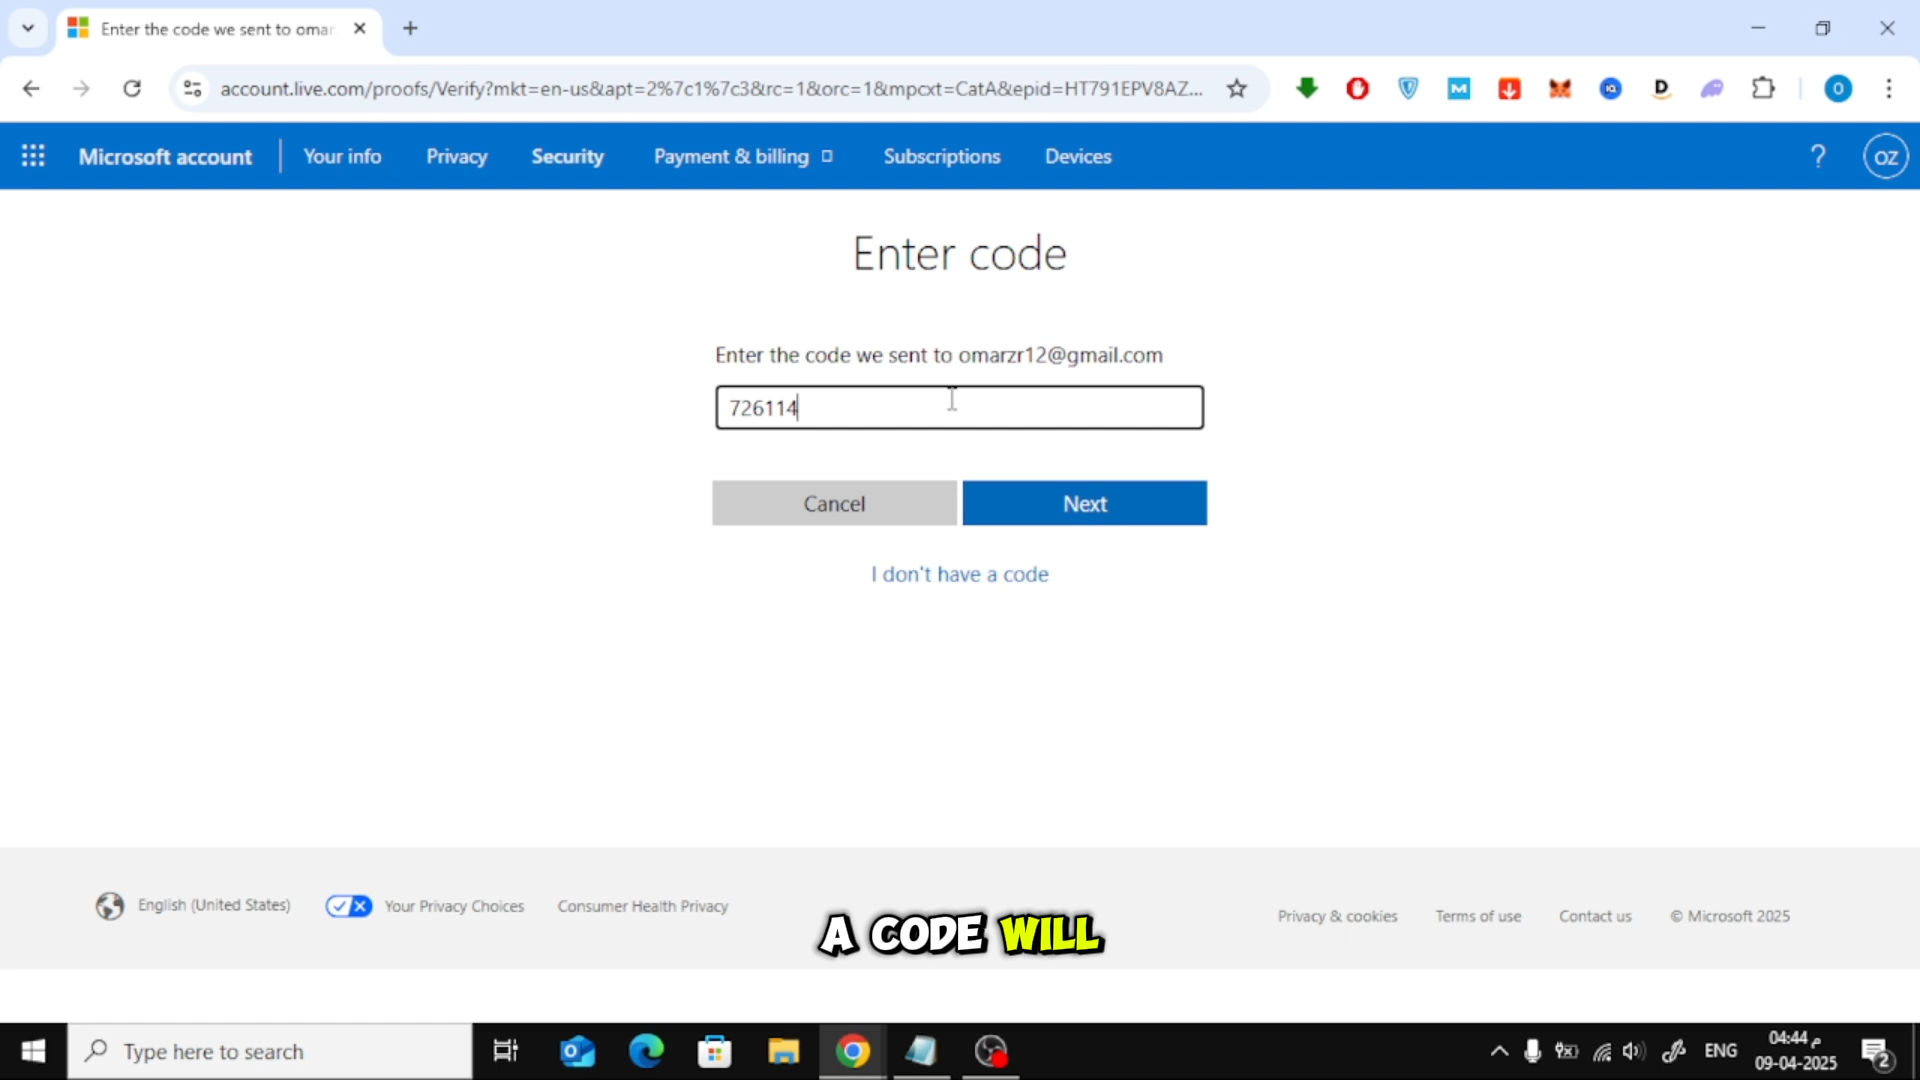 Enter the code we sent to omar
account.live.com/proofs/Verify?mkt=en-us&apt=2%7c1%7c3&rc=1&orc=1&mpcxt=CatA&epid=HT791EPV8AZ...
Microsoft account
Your info
Privacy
Security
Payment & billing
Subscriptions
Devices
?
OZ
Enter code
Enter the code we sent to omarzr12@gmail.com
726114
Cancel
Next
I don't have a code
English (United States)
Your Privacy Choices
Consumer Health Privacy
Privacy & cookies
Terms of use
Contact us
© Microsoft 2025
A CODE WILL
Type here to search
ENG
04:44 م
09-04-2025
2